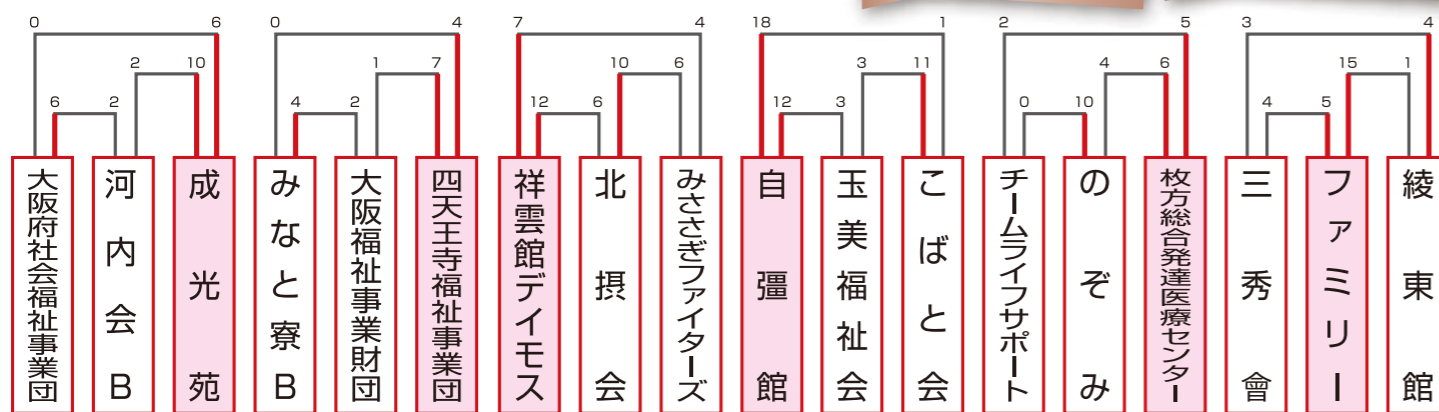 0 6 0 4 7 4 18 1 2 5 3 4
2 10 1 7 10 6 3 11 4 6 15 1
6 2 4 2 12 6 12 3 0 10 4 5
大阪府社会福祉事業団
河内会B
成光苑
みなと寮B
大阪福祉事業財団
四天王寺福祉事業団
祥雲館デイモス
北摂会
みささぎファイターズ
自彊館
玉美福祉会
こばと会
チームライフサポート
のぞみ
枚方総合発達医療センター
三秀會
ファミリー
綾東館